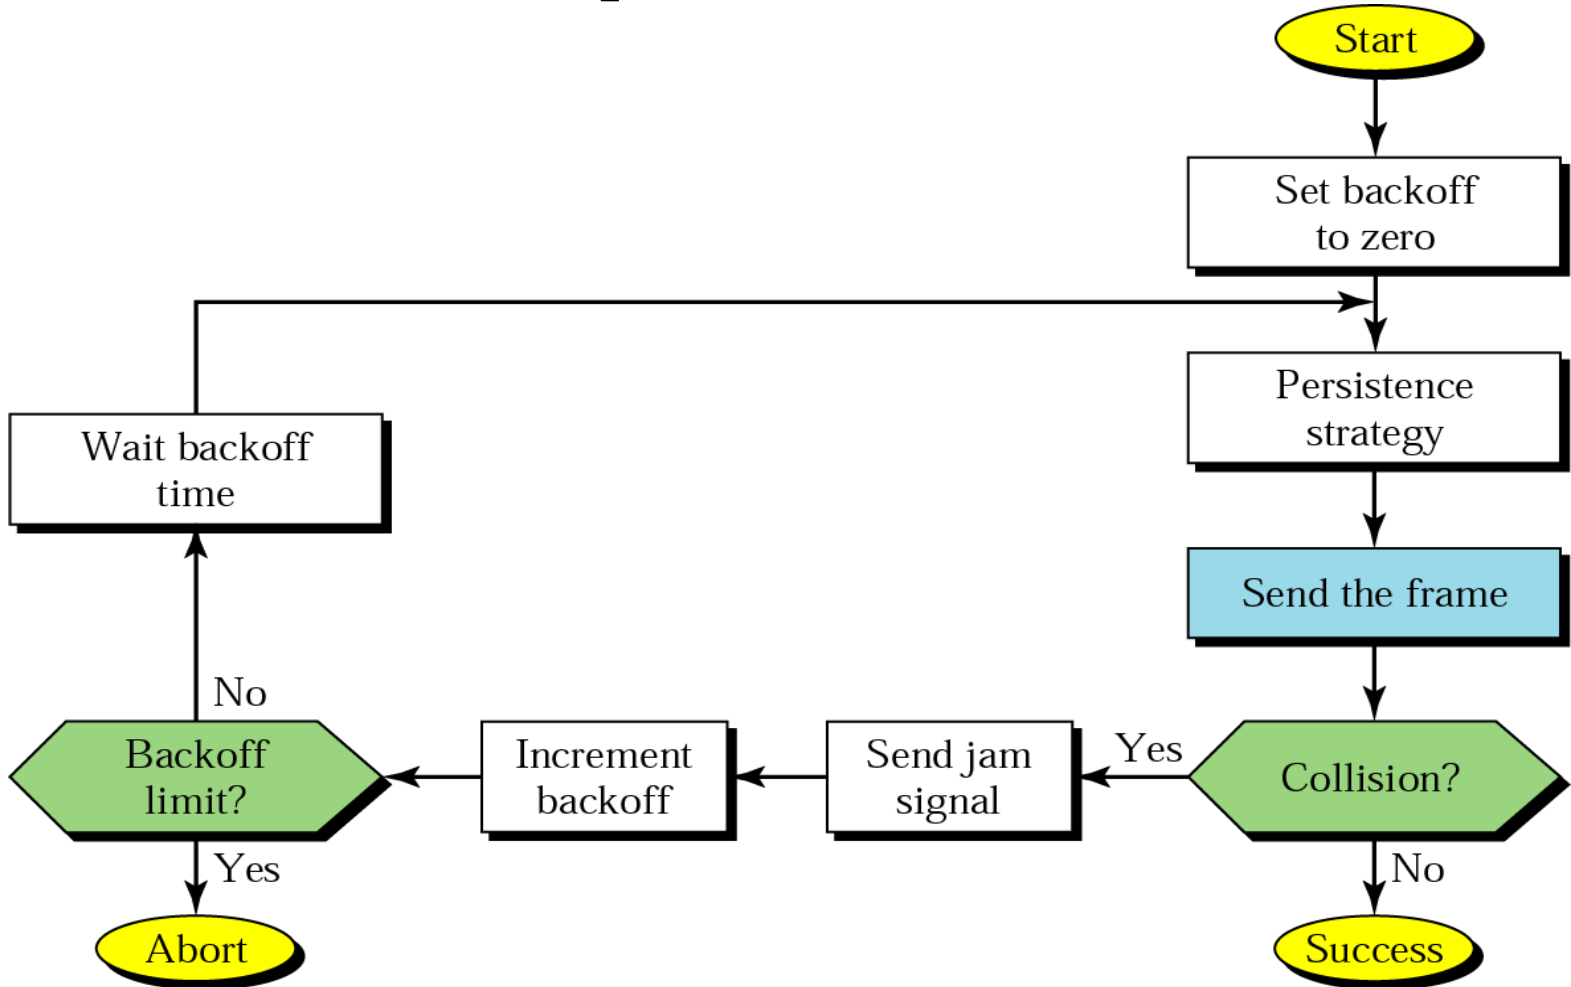 Start
Set backoff
to zero
Persistence
strategy
Wait backoff
time
Send the frame
No
Backoff
limit?
Increment
backoff
Send jam
signal
Yes
Collision?
Yes
No
Abort
Success